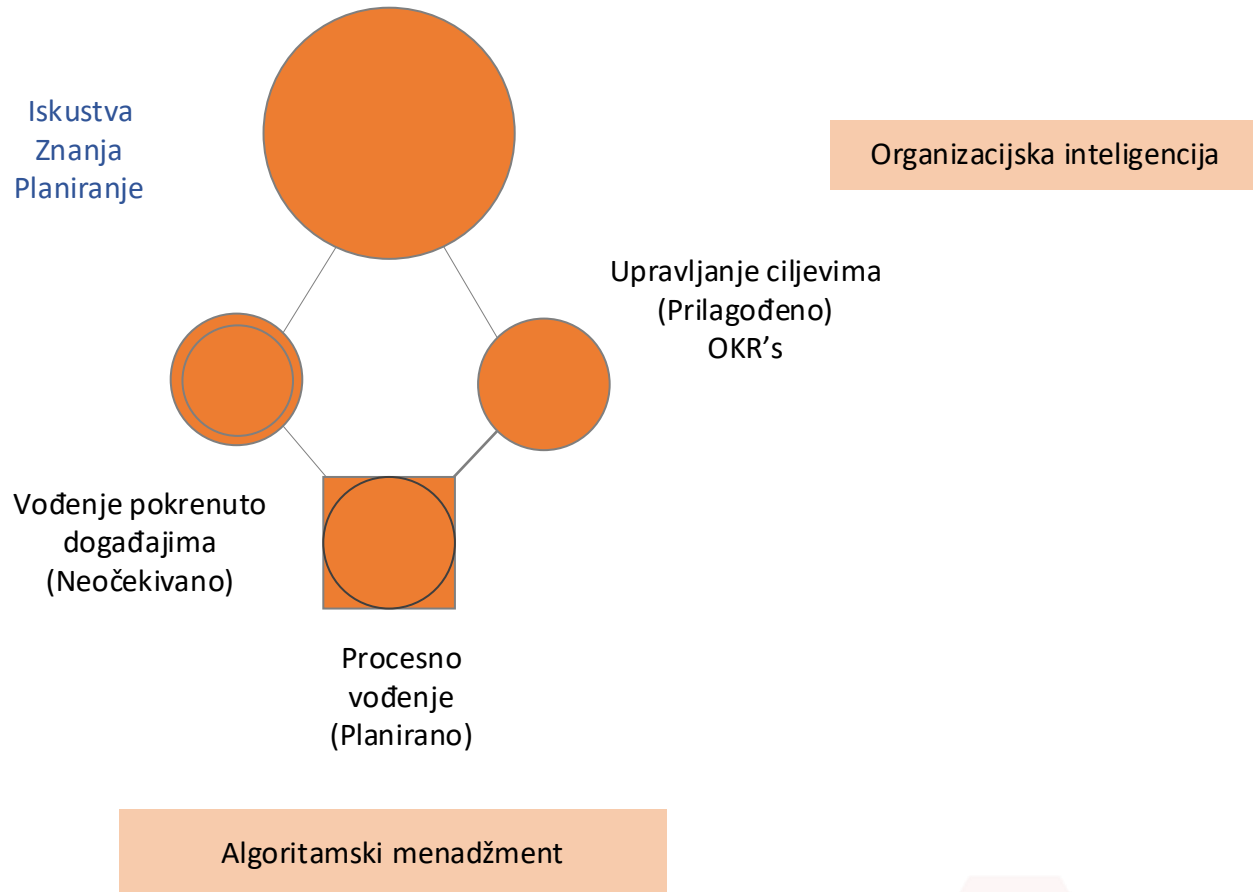 Iskustva
Znanja
Planiranje
Organizacijska inteligencija
Upravljanje ciljevima
(Prilagođeno)
OKR’s
Vođenje pokrenuto
događajima
(Neočekivano)
Procesno
vođenje
(Planirano)
Algoritamski menadžment